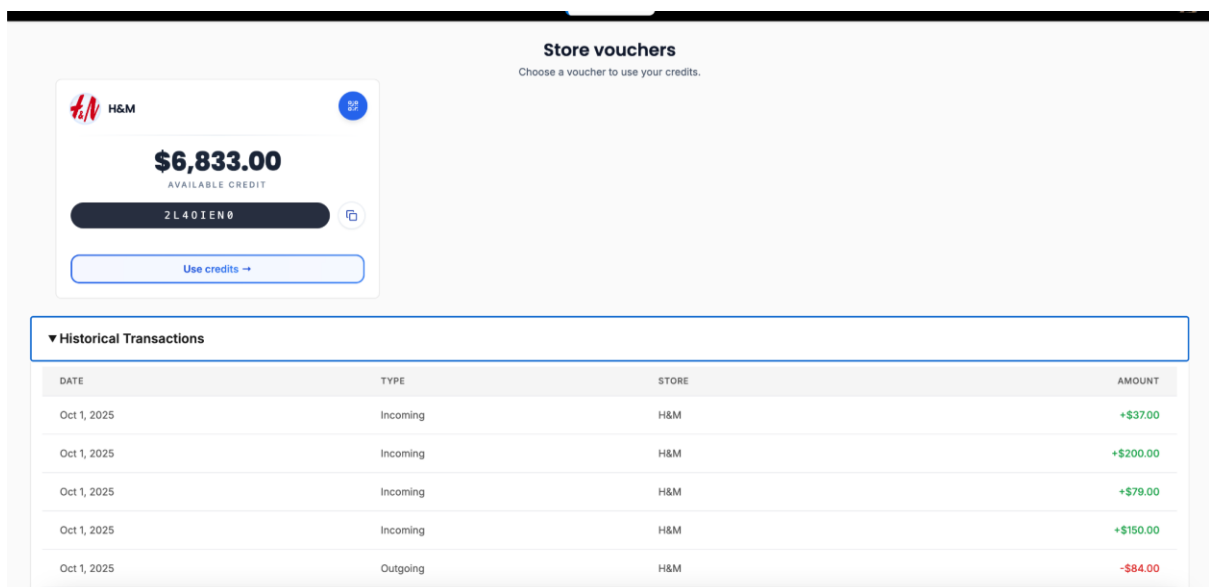 Store vouchers
Choose a voucher to use your credits.
H&M H&M
$6,833.00
AVAILABLE CREDIT
2L4OIEN0
Use credits →
▼ Historical Transactions
DATE TYPE STORE AMOUNT
Oct 1, 2025 Incoming H&M +$37.00
Oct 1, 2025 Incoming H&M +$200.00
Oct 1, 2025 Incoming H&M +$79.00
Oct 1, 2025 Incoming H&M +$150.00
Oct 1, 2025 Outgoing H&M -$84.00